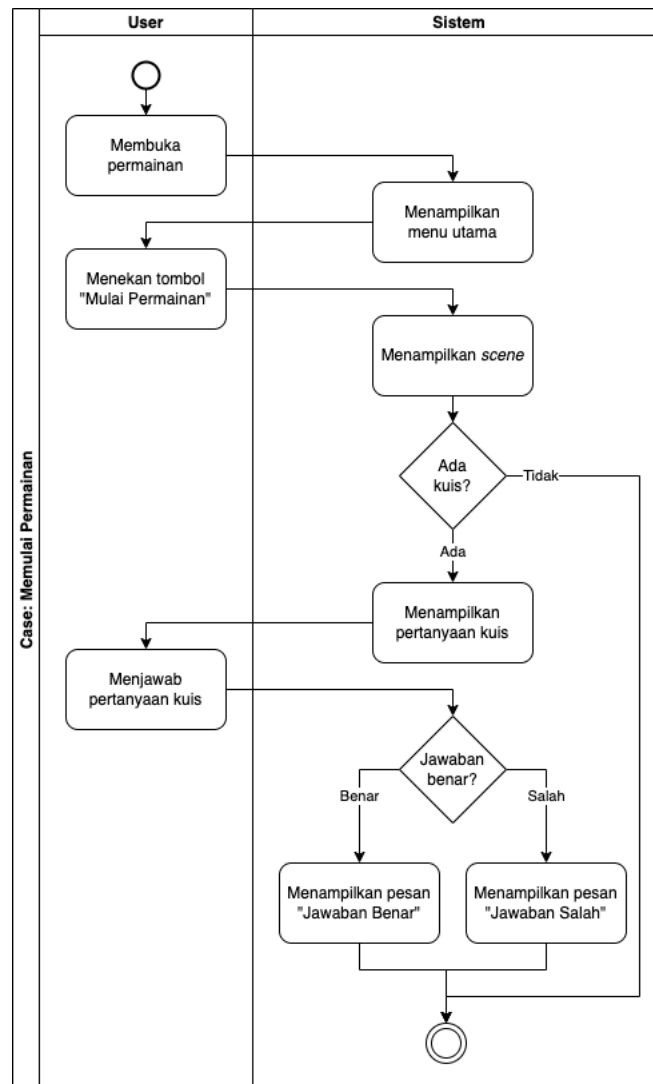 User
Sistem
Case: Memulai Permainan
Membuka
permainan
Menampilkan
menu utama
Menekan tombol
"Mulai Permainan"
Menampilkan scene
Ada
kuis?
Tidak
Ada
Menampilkan
pertanyaan kuis
Menjawab
pertanyaan kuis
Jawaban
benar?
Benar
Salah
Menampilkan pesan
"Jawaban Benar"
Menampilkan pesan
"Jawaban Salah"